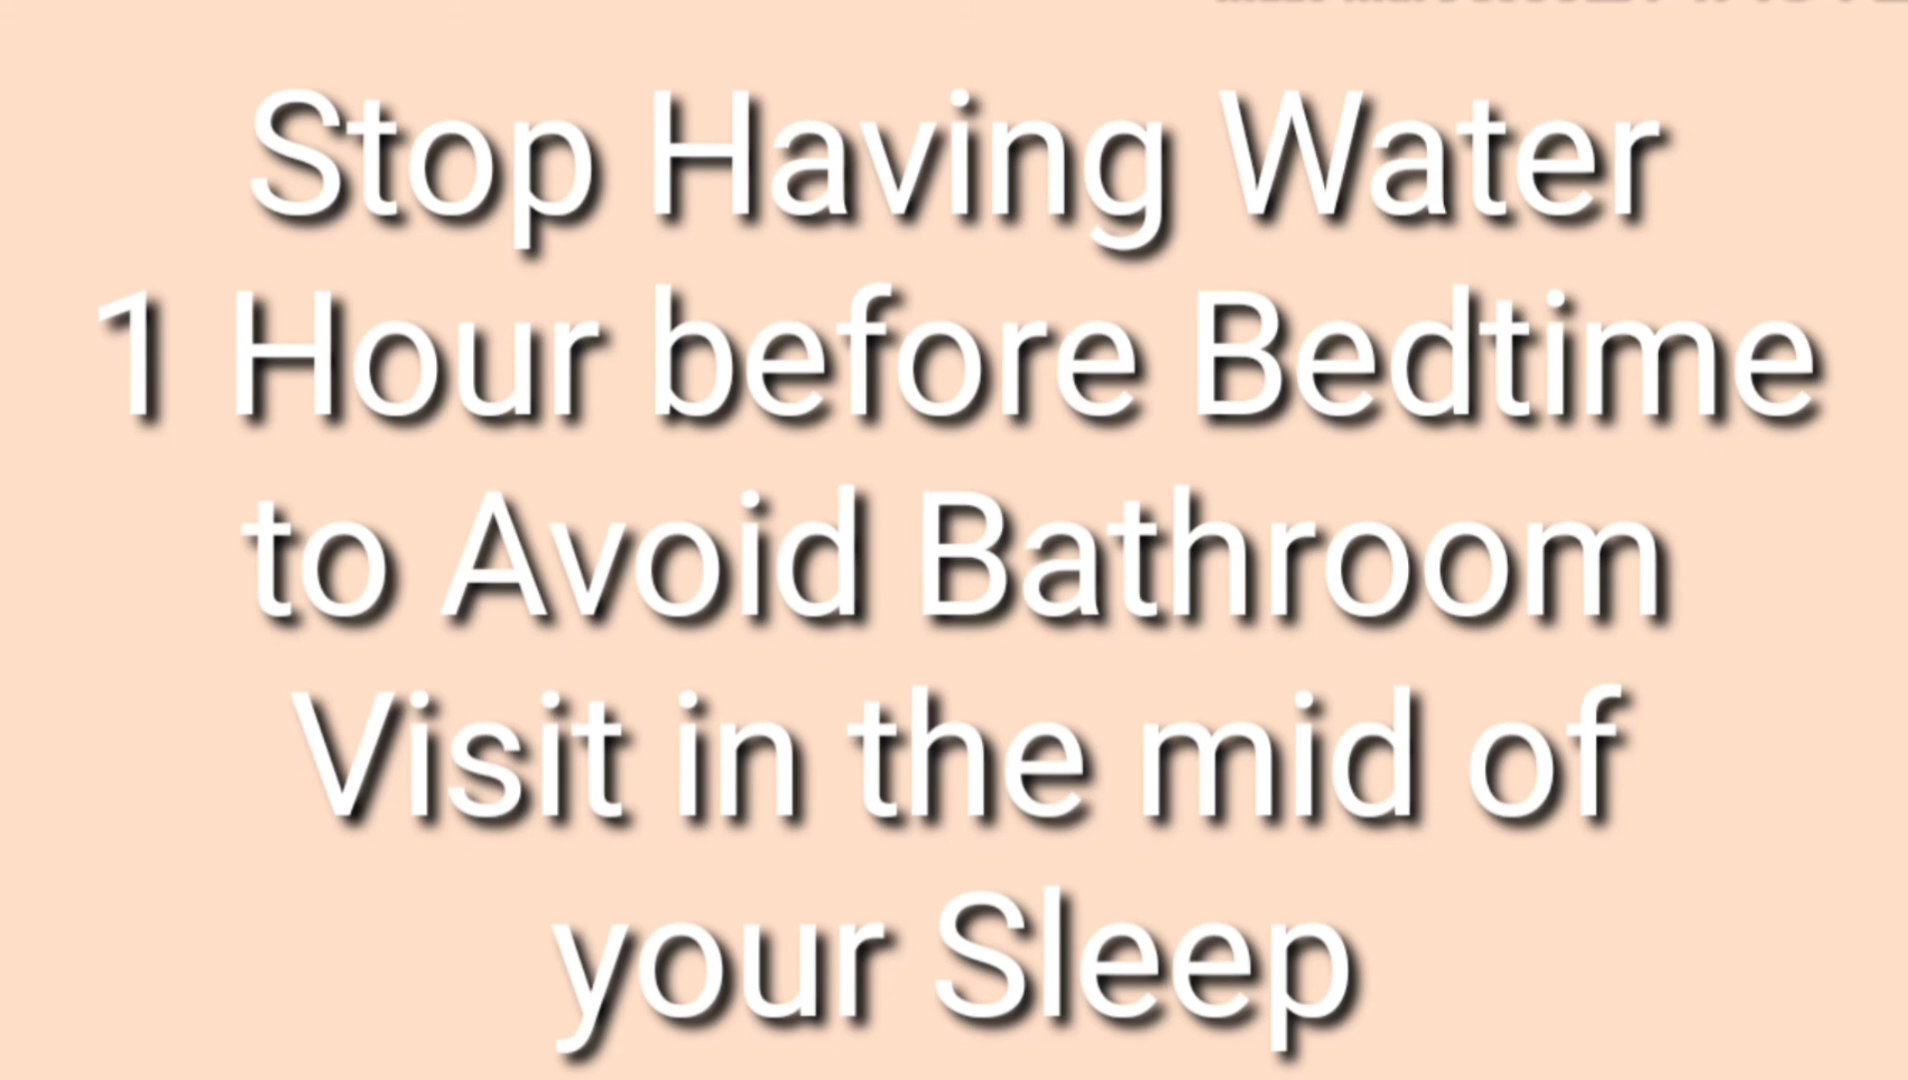 Stop Having Water
1 Hour before Bedtime
to Avoid Bathroom
Visit in the mid of
your Sleep